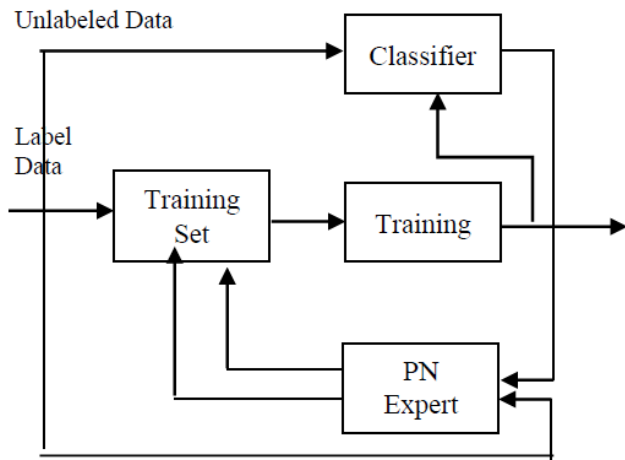 Unlabeled Data
Classifier
Label
Data
Training
Set
Training
PN
Expert